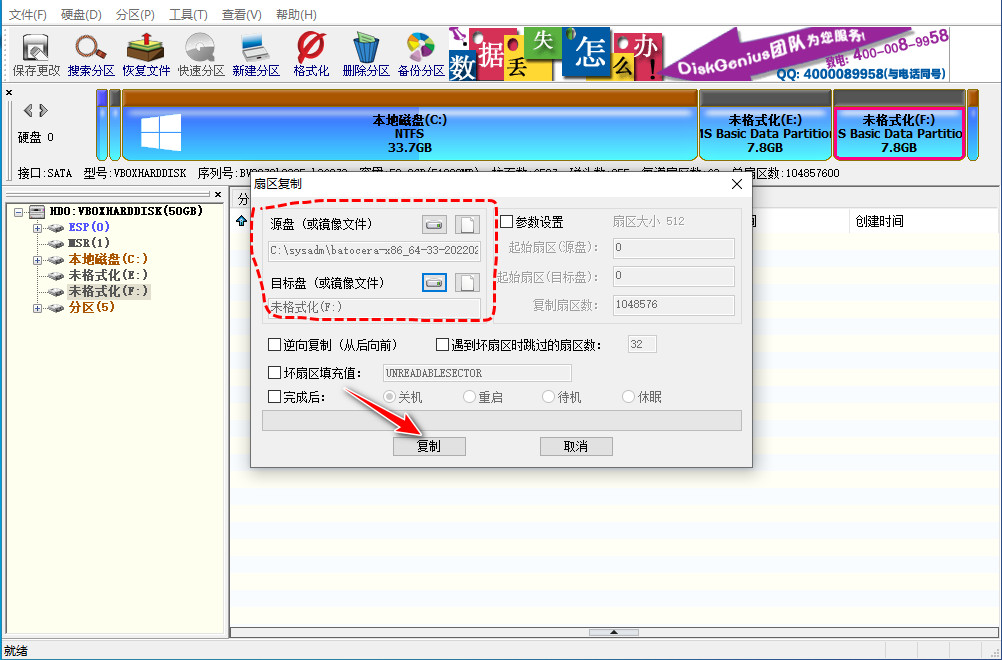 文件(F) 硬盘(D) 分区(P) 工具(T) 查看(V) 帮助(H)
保存更改 搜索分区 恢复文件 快速分区 新建分区 格式化 删除分区 备份分区
数据丢失怎么办!
DiskGenius团队为您服务!
致电: 400-008-9958
QQ: 4000089958(与电话同号)
硬盘 0
本地磁盘(C:)
NTFS
33.7GB
未格式化(E:)
MS Basic Data Partition
7.8GB
未格式化(F:)
S Basic Data Partitio
7.8GB
接口:SATA 型号:VBOXHARDDISK 序列号:
总扇区数:104857600
HD0:VBOXHARDDISK(50GB)
ESP(0)
MSR(1)
本地磁盘(C:)
未格式化(E:)
未格式化(F:)
分区(5)
分
创建时间
扇区复制
源盘（或镜像文件）
C:\sysadm\batocera-x86_64-33-202202
目标盘（或镜像文件）
未格式化(F:)
参数设置 扇区大小 512
起始扇区(源盘): 0
起始扇区(目标盘): 0
复制扇区数: 1048576
逆向复制（从后向前） 遇到坏扇区时跳过的扇区数: 32
坏扇区填充值: UNREADABLESECTOR
完成后: 关机 重启 待机 休眠
复制 取消
就绪